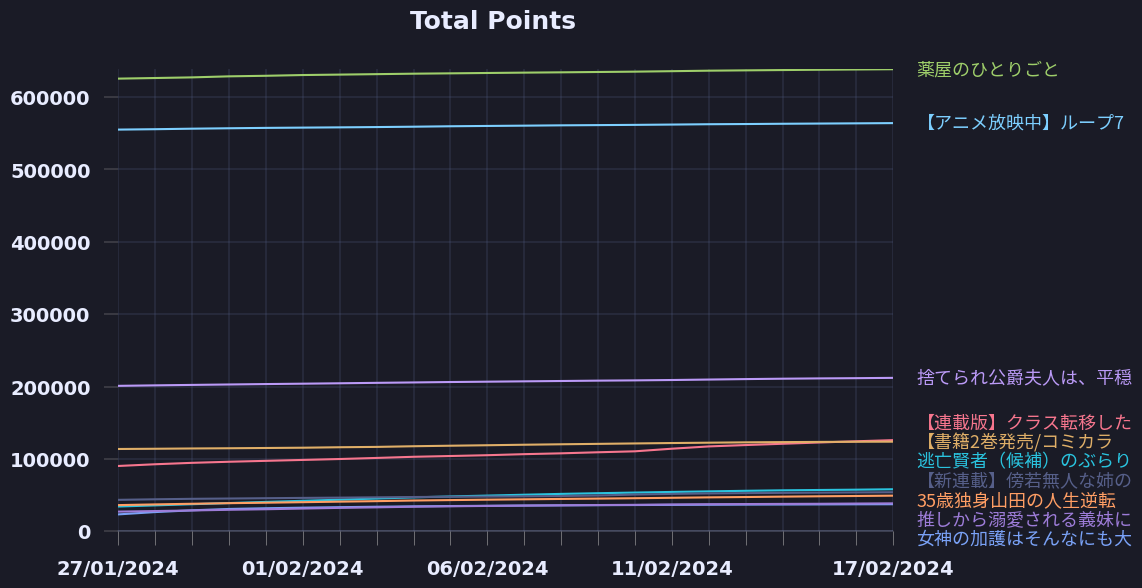 Total Points
600000
500000
400000
300000
200000
100000
0
27/01/2024
01/02/2024
06/02/2024
11/02/2024
17/02/2024
薬屋のひとりごと
【アニメ放映中】ループ7
捨てられ公爵夫人は、平穏
【連載版】クラス転移した
【書籍2巻発売/コミカラ
逃亡賢者（候補）のぶらり
【新連載】傍若無人な姉の
35歳独身山田の人生逆転
推しから溺愛される義妹に
女神の加護はそんなにも大